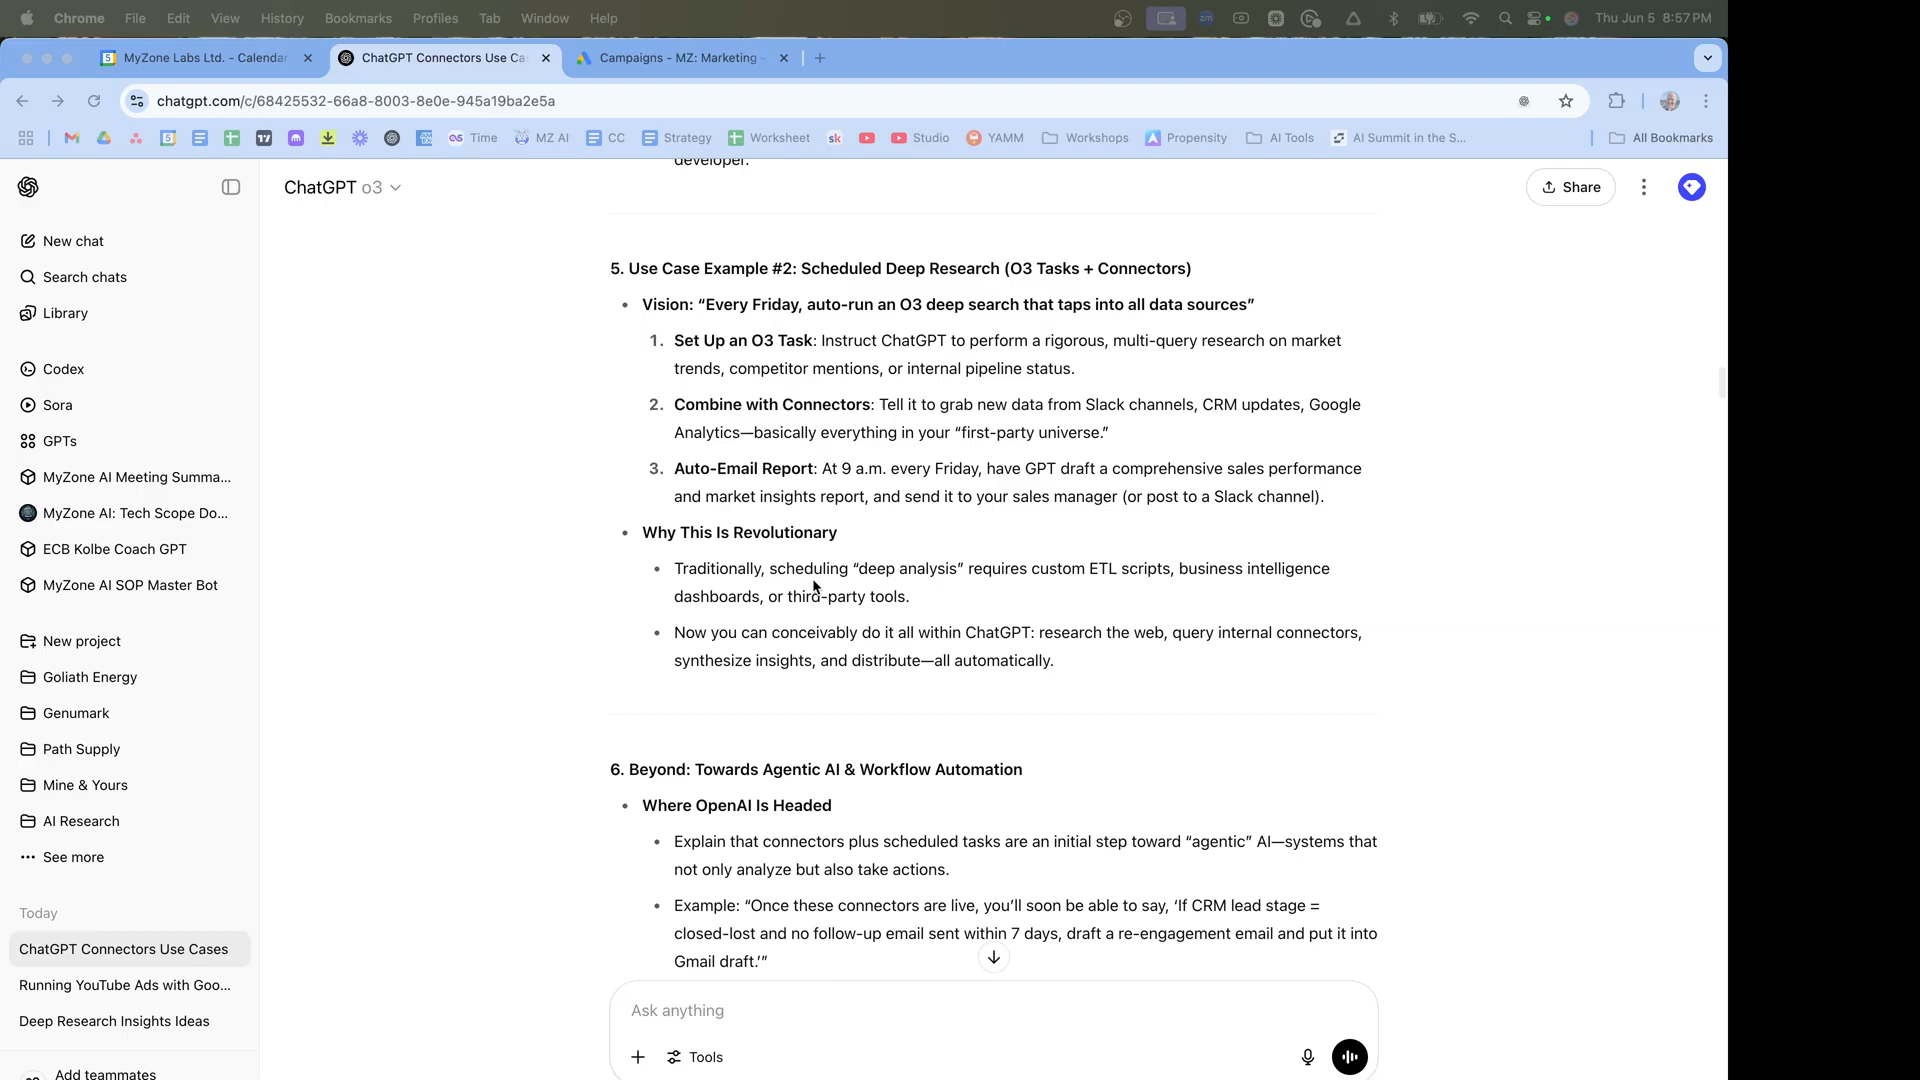 Chrome File Edit View History Bookmarks Profiles Tab Window Help zm Thu Jun 5 8:57 PM
5 MyZone Labs Ltd. - Calendar ChatGPT Connectors Use Ca Campaigns - MZ: Marketing -
chatgpt.com/c/68425532-66a8-8003-8e0e-945a19ba2e5a
Time MZ AI CC Strategy Worksheet sk Studio YAMM Workshops Propensity AI Tools AI Summit in the S... All Bookmarks
developer.
ChatGPT o3
Share
New chat
Search chats
Library
Codex
Sora
GPTs
MyZone AI Meeting Summa...
MyZone AI: Tech Scope Do...
ECB Kolbe Coach GPT
MyZone AI SOP Master Bot
New project
Goliath Energy
Genumark
Path Supply
Mine & Yours
AI Research
See more
Today
ChatGPT Connectors Use Cases
Running YouTube Ads with Goo...
Deep Research Insights Ideas
Add teammates
5. Use Case Example #2: Scheduled Deep Research (O3 Tasks + Connectors)
• Vision: “Every Friday, auto-run an O3 deep search that taps into all data sources”
1. Set Up an O3 Task: Instruct ChatGPT to perform a rigorous, multi-query research on market
trends, competitor mentions, or internal pipeline status.
2. Combine with Connectors: Tell it to grab new data from Slack channels, CRM updates, Google
Analytics—basically everything in your “first-party universe.”
3. Auto-Email Report: At 9 a.m. every Friday, have GPT draft a comprehensive sales performance
and market insights report, and send it to your sales manager (or post to a Slack channel).
• Why This Is Revolutionary
• Traditionally, scheduling “deep analysis” requires custom ETL scripts, business intelligence
dashboards, or third-party tools.
• Now you can conceivably do it all within ChatGPT: research the web, query internal connectors,
synthesize insights, and distribute—all automatically.
6. Beyond: Towards Agentic AI & Workflow Automation
• Where OpenAI Is Headed
• Explain that connectors plus scheduled tasks are an initial step toward “agentic” AI—systems that
not only analyze but also take actions.
• Example: “Once these connectors are live, you’ll soon be able to say, ‘If CRM lead stage =
closed-lost and no follow-up email sent within 7 days, draft a re-engagement email and put it into
Gmail draft.’”
Ask anything
Tools